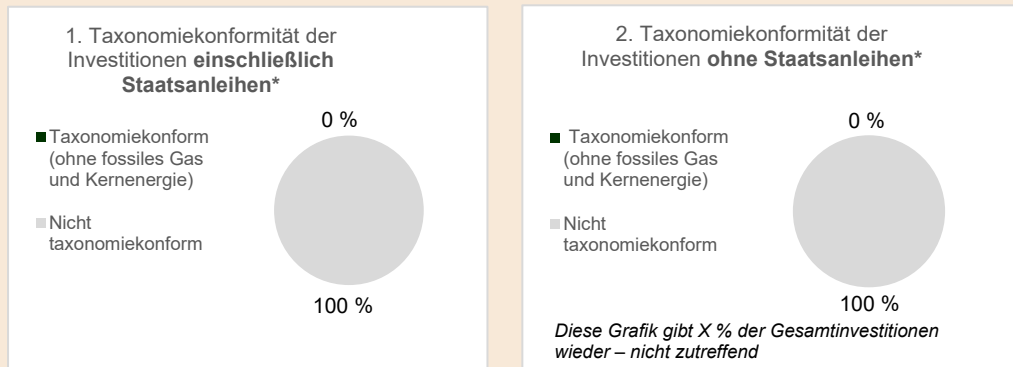 1. Taxonomiekonformität der
Investitionen einschließlich
Staatsanleihen*
0 %
Taxonomiekonform
(ohne fossiles Gas
und Kernenergie)
Nicht
taxonomiekonform
100 %
2. Taxonomiekonformität der
Investitionen ohne Staatsanleihen*
0 %
Taxonomiekonform
(ohne fossiles Gas
und Kernenergie)
Nicht
taxonomiekonform
100 %
Diese Grafik gibt X % der Gesamtinvestitionen
wieder – nicht zutreffend